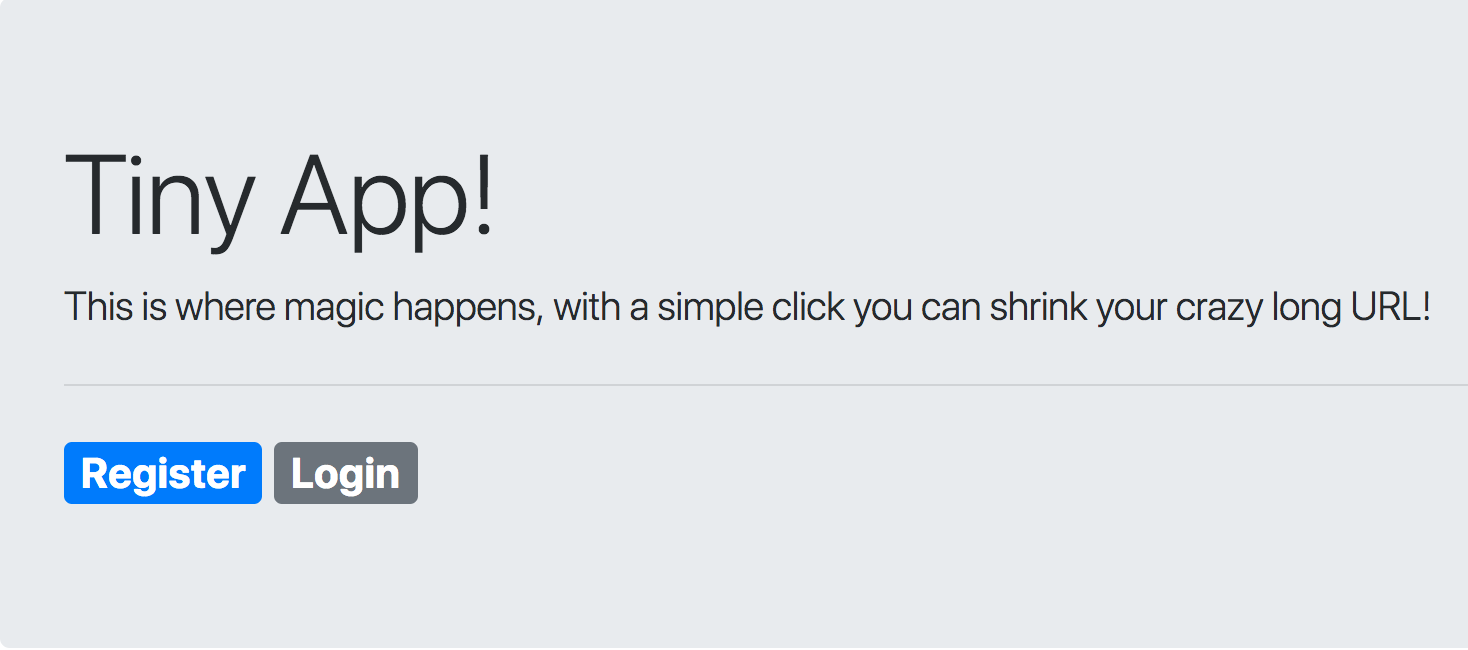 Tiny App!
This is where magic happens, with a simple click you can shrink your crazy long URL!
Register Login